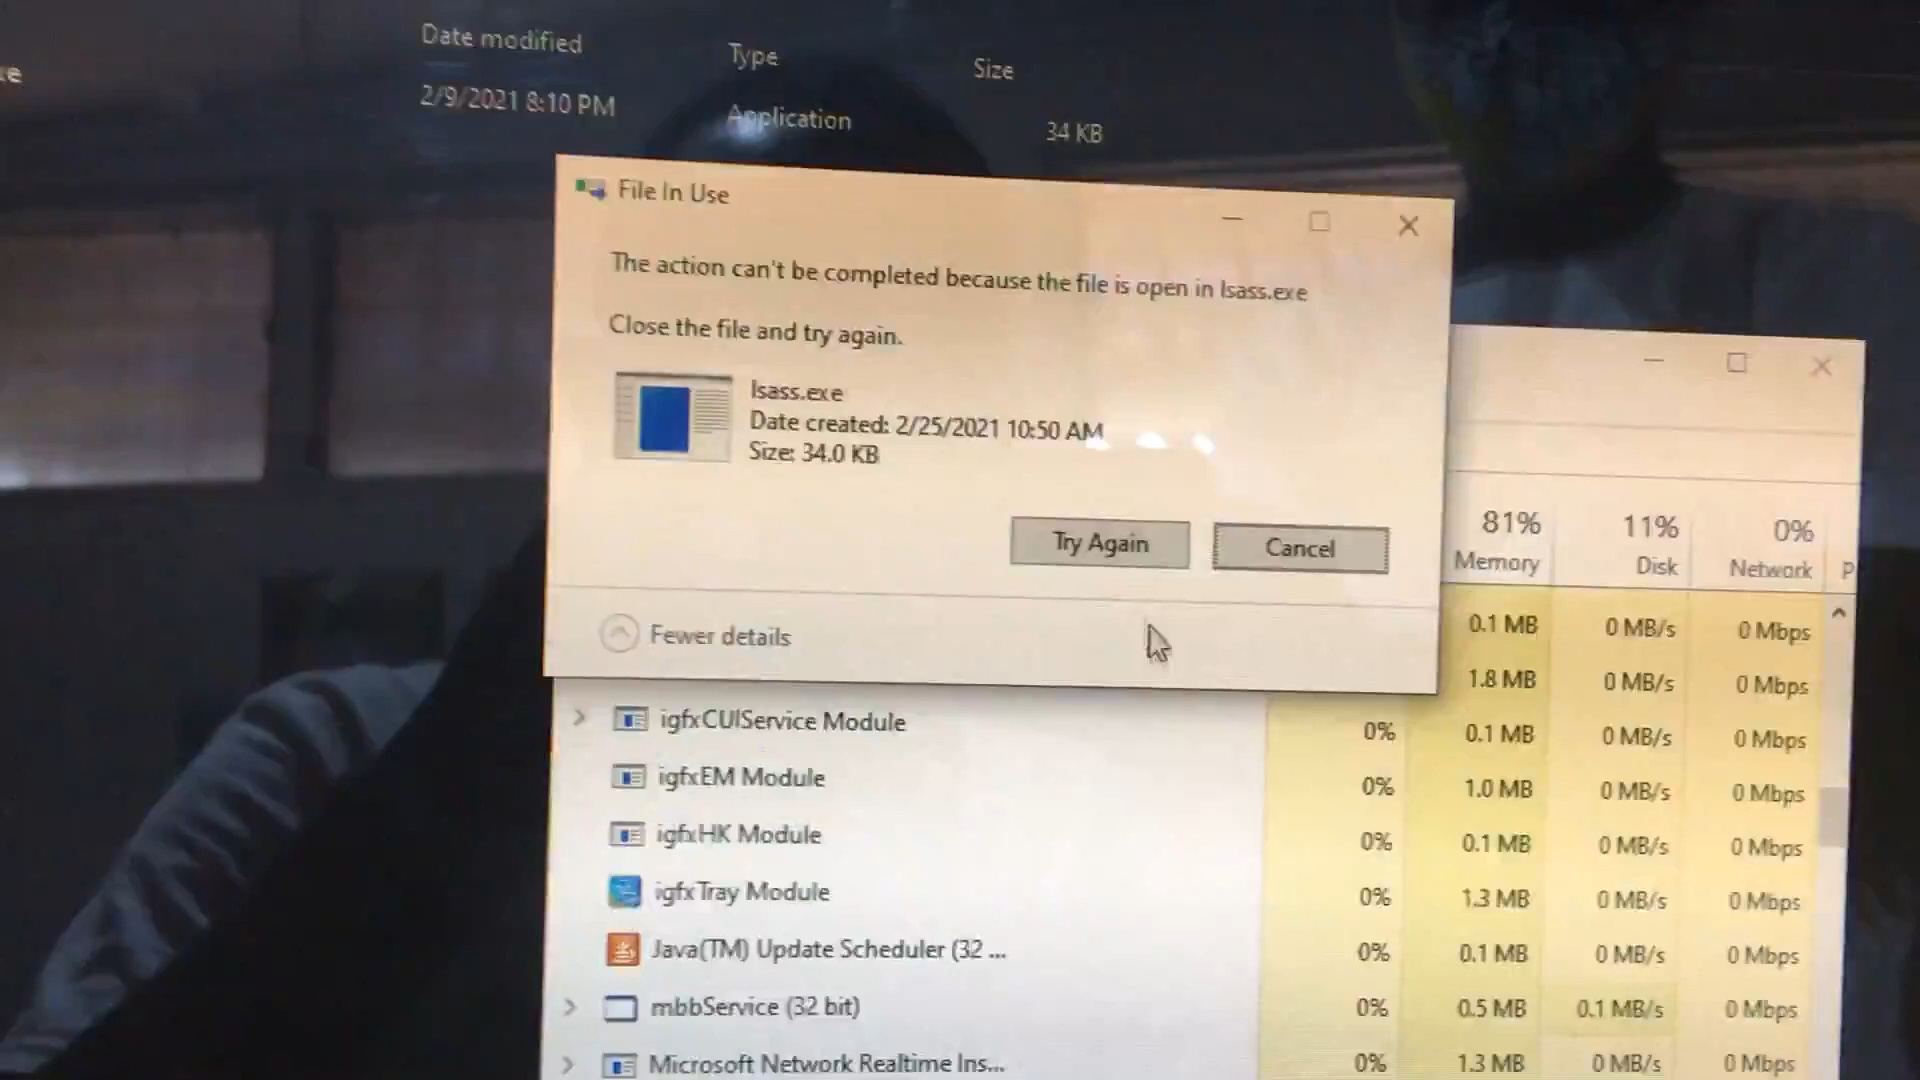 Date modified
Type
Size
2/9/2021 8:10 PM
Application
34 KB
File In Use
The action can't be completed because the file is open in lsass.exe
Close the file and try again.
lsass.exe
Date created: 2/25/2021 10:50 AM
Size: 34.0 KB
Try Again
Cancel
Fewer details
81%
11%
0%
Memory
Disk
Network
P
0.1 MB 0 MB/s 0 Mbps
1.8 MB 0 MB/s 0 Mbps
igfxCUIService Module 0% 0.1 MB 0 MB/s 0 Mbps
igfxEM Module 0% 1.0 MB 0 MB/s 0 Mbps
igfxHK Module 0% 0.1 MB 0 MB/s 0 Mbps
igfxTray Module 0% 1.3 MB 0 MB/s 0 Mbps
Java(TM) Update Scheduler (32 ... 0% 0.1 MB 0 MB/s 0 Mbps
mbbService (32 bit) 0% 0.5 MB 0.1 MB/s 0 Mbps
Microsoft Network Realtime Ins... 0% 1.3 MB 0 MB/s 0 Mbps